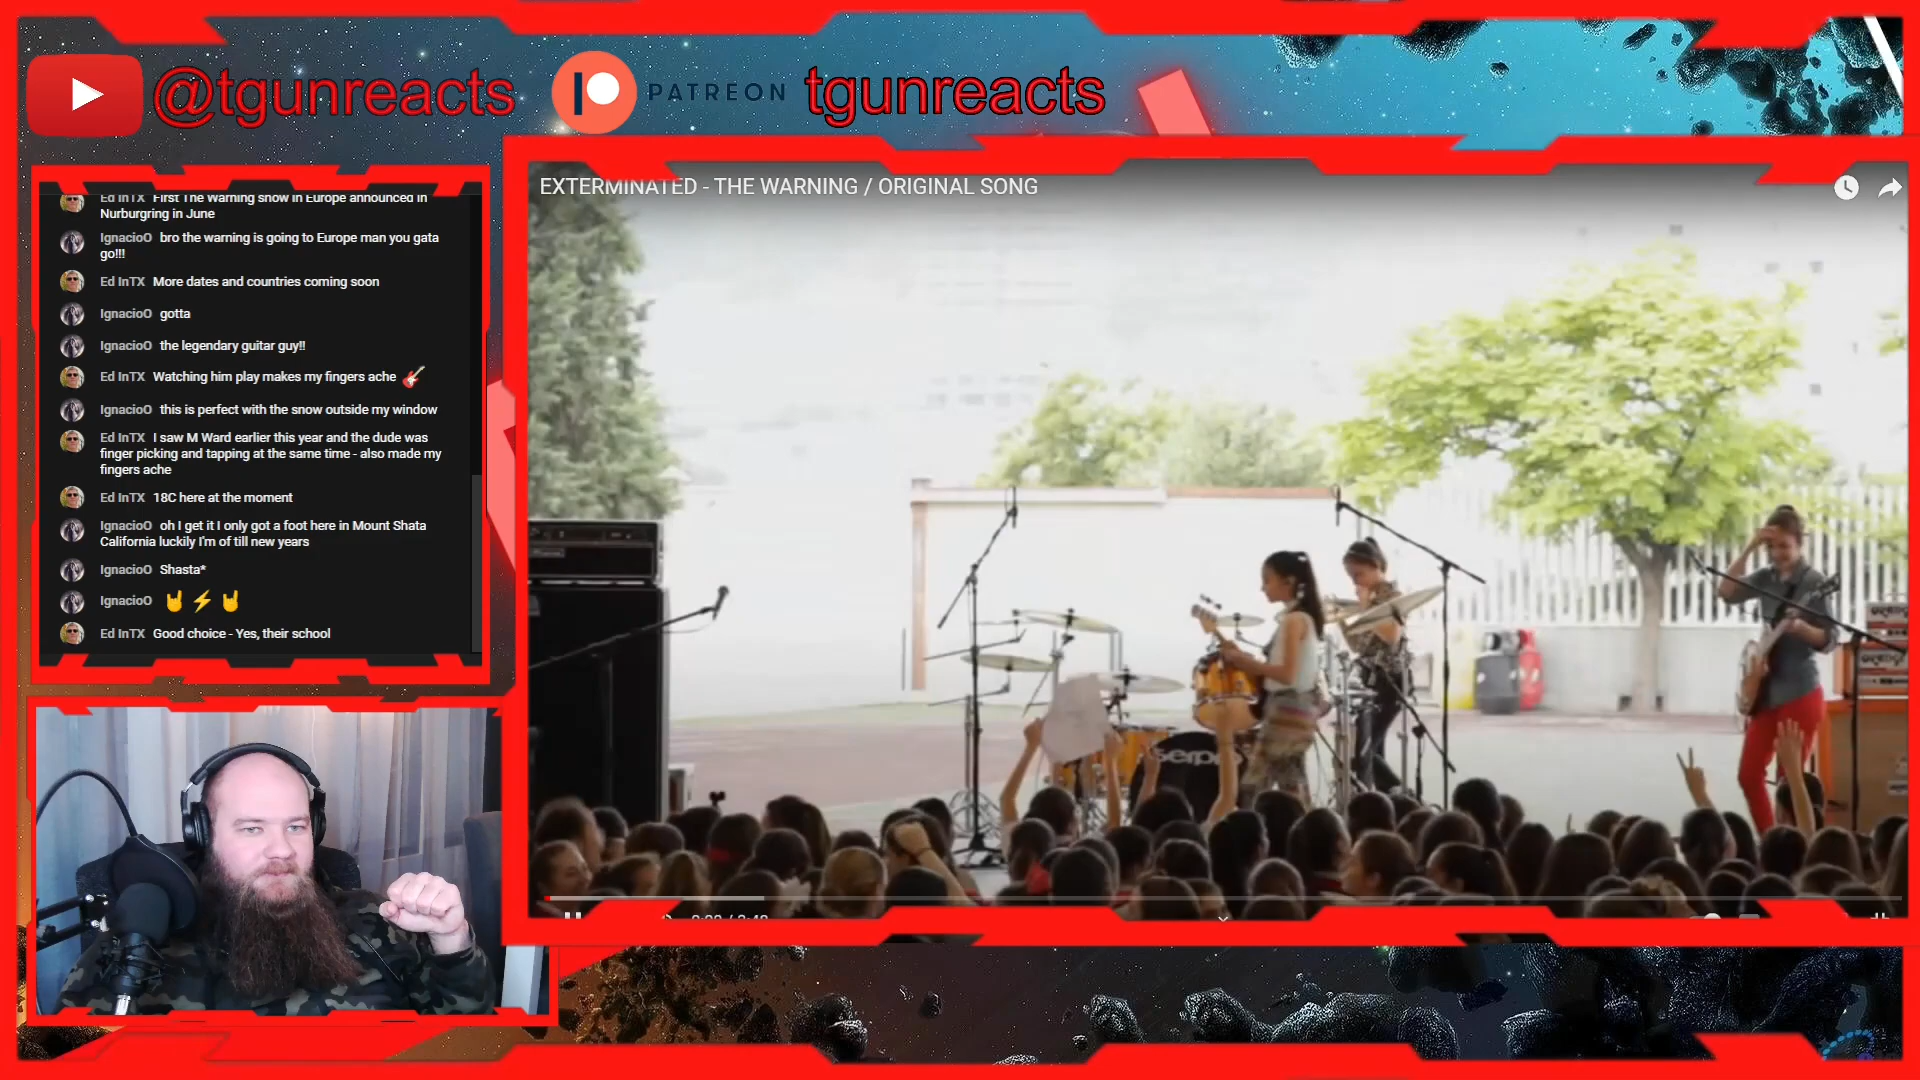 @tgunreacts
PATREON tgunreacts
EXTERMINATED - THE WARNING / ORIGINAL SONG
Ed InTX First The Warning show in Europe announced in
Nurburgring in June
IgnacioO bro the warning is going to Europe man you gata
go!!!
Ed InTX More dates and countries coming soon
IgnacioO gotta
IgnacioO the legendary guitar guy!!
Ed InTX Watching him play makes my fingers ache 🎸
IgnacioO this is perfect with the snow outside my window
Ed InTX I saw M Ward earlier this year and the dude was
finger picking and tapping at the same time - also made my
fingers ache
Ed InTX 18C here at the moment
IgnacioO oh I get it I only got a foot here in Mount Shata
California luckily I'm of till new years
IgnacioO Shasta*
IgnacioO 🤘⚡🤘
Ed InTX Good choice - Yes, their school